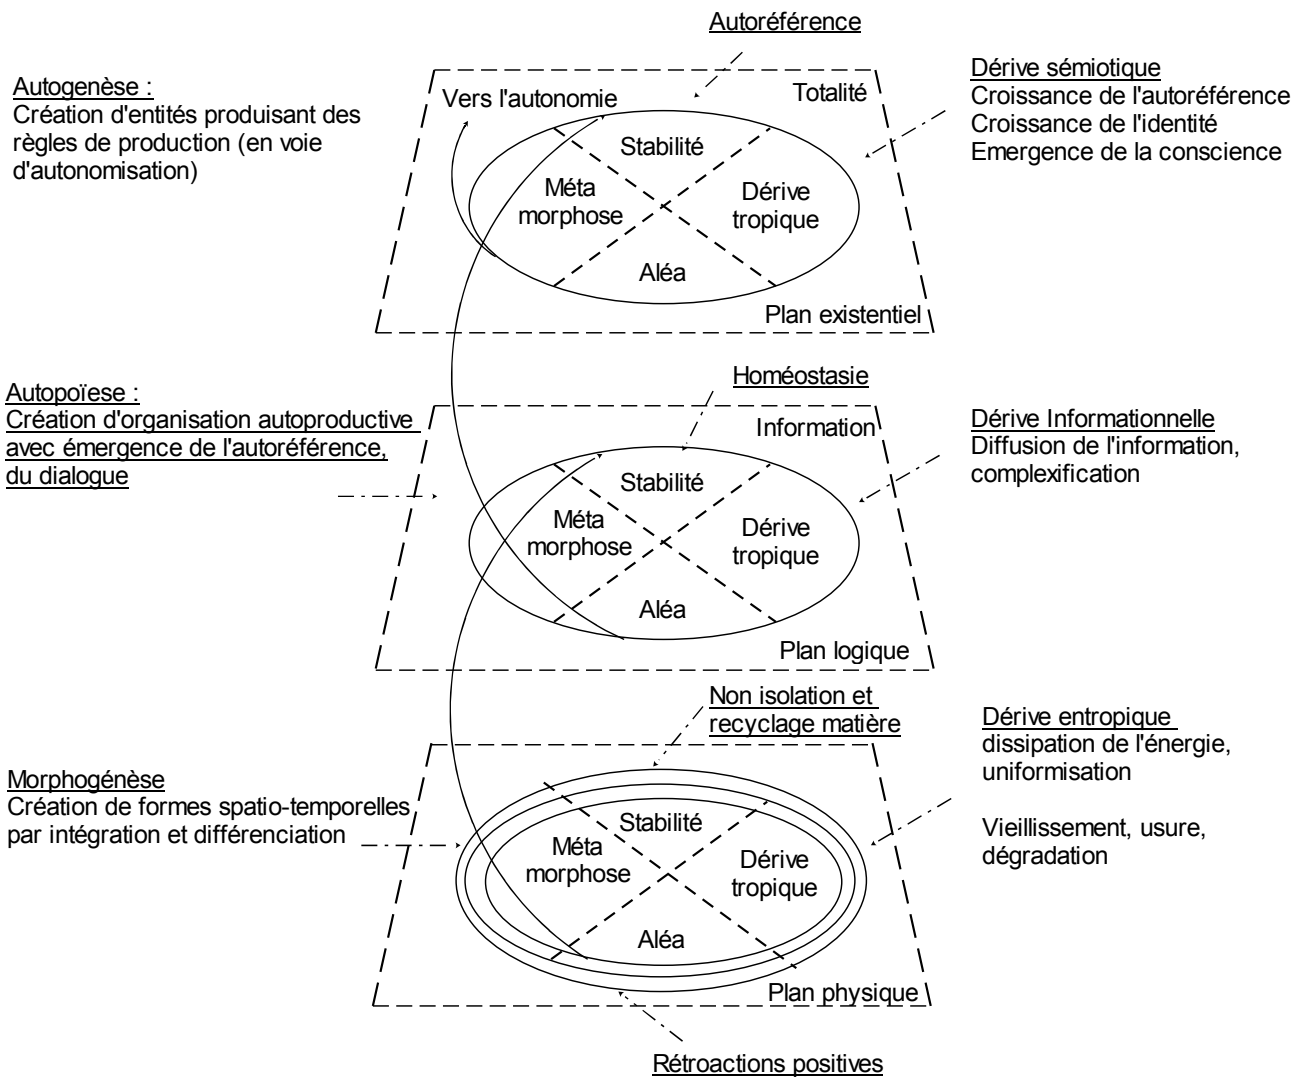 Autoréférence
Autogenèse :
Création d'entités produisant des
règles de production (en voie
d'autonomisation)
Vers l'autonomie
Totalité
Stabilité
Méta
morphose
Dérive
tropique
Aléa
Plan existentiel
Dérive sémiotique
Croissance de l'autoréférence
Croissance de l'identité
Emergence de la conscience
Autopoïese :
Création d'organisation autoproductive
avec émergence de l'autoréférence,
du dialogue
Homéostasie
Information
Stabilité
Méta
morphose
Dérive
tropique
Aléa
Plan logique
Dérive Informationnelle
Diffusion de l'information,
complexification
Non isolation et
recyclage matière
Morphogénèse
Création de formes spatio-temporelles
par intégration et différenciation
Stabilité
Méta
morphose
Dérive
tropique
Aléa
Plan physique
Dérive entropique
dissipation de l'énergie,
uniformisation
Vieillissement, usure,
dégradation
Rétroactions positives